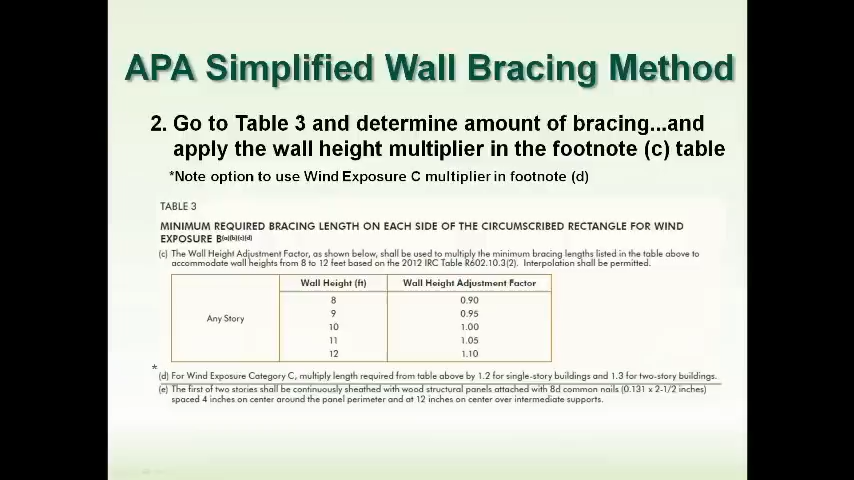 APA Simplified Wall Bracing Method
2. Go to Table 3 and determine amount of bracing...and
apply the wall height multiplier in the footnote (c) table
*Note option to use Wind Exposure C multiplier in footnote (d)
TABLE 3
MINIMUM REQUIRED BRACING LENGTH ON EACH SIDE OF THE CIRCUMSCRIBED RECTANGLE FOR WIND
EXPOSURE B(a)(b)(c)(d)
(c) The Wall Height Adjustment Factor, as shown below, shall be used to multiply the minimum bracing lengths listed in the table above to
accommodate wall heights from 8 to 12 feet based on the 2012 IRC Table R602.10.3(2). Interpolation shall be permitted.
Wall Height (ft) Wall Height Adjustment Factor
Any Story
8 0.90
9 0.95
10 1.00
11 1.05
12 1.10
*
(d) For Wind Exposure Category C, multiply length required from table above by 1.2 for single-story buildings and 1.3 for two-story buildings.
(e) The first of two stories shall be continuously sheathed with wood structural panels attached with 8d common nails (0.131 x 2-1/2 inches)
spaced 4 inches on center around the panel perimeter and at 12 inches on center over intermediate supports.